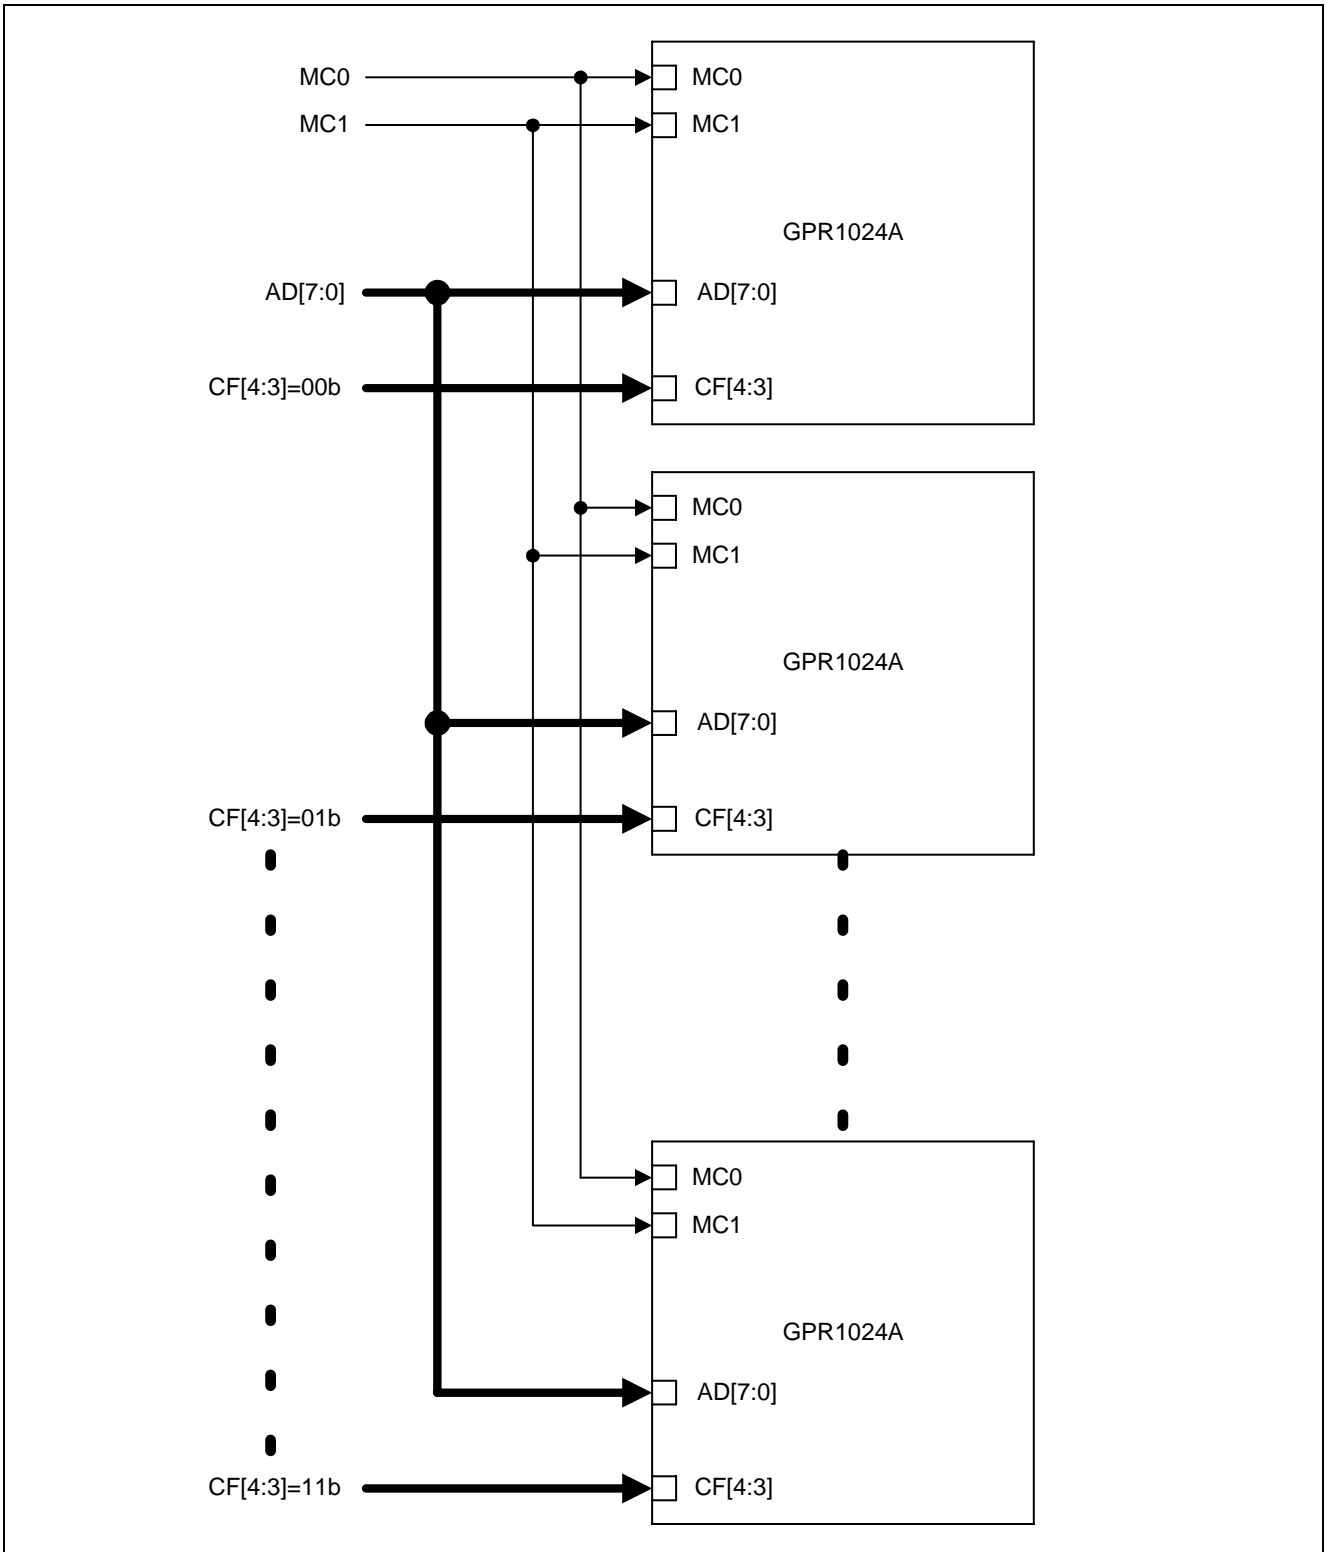 MC0 MC0
MC1 MC1
GPR1024A
AD[7:0] AD[7:0]
CF[4:3]=00b CF[4:3]
MC0
MC1
GPR1024A
AD[7:0]
CF[4:3]=01b CF[4:3]
MC0
MC1
GPR1024A
AD[7:0]
CF[4:3]=11b CF[4:3]